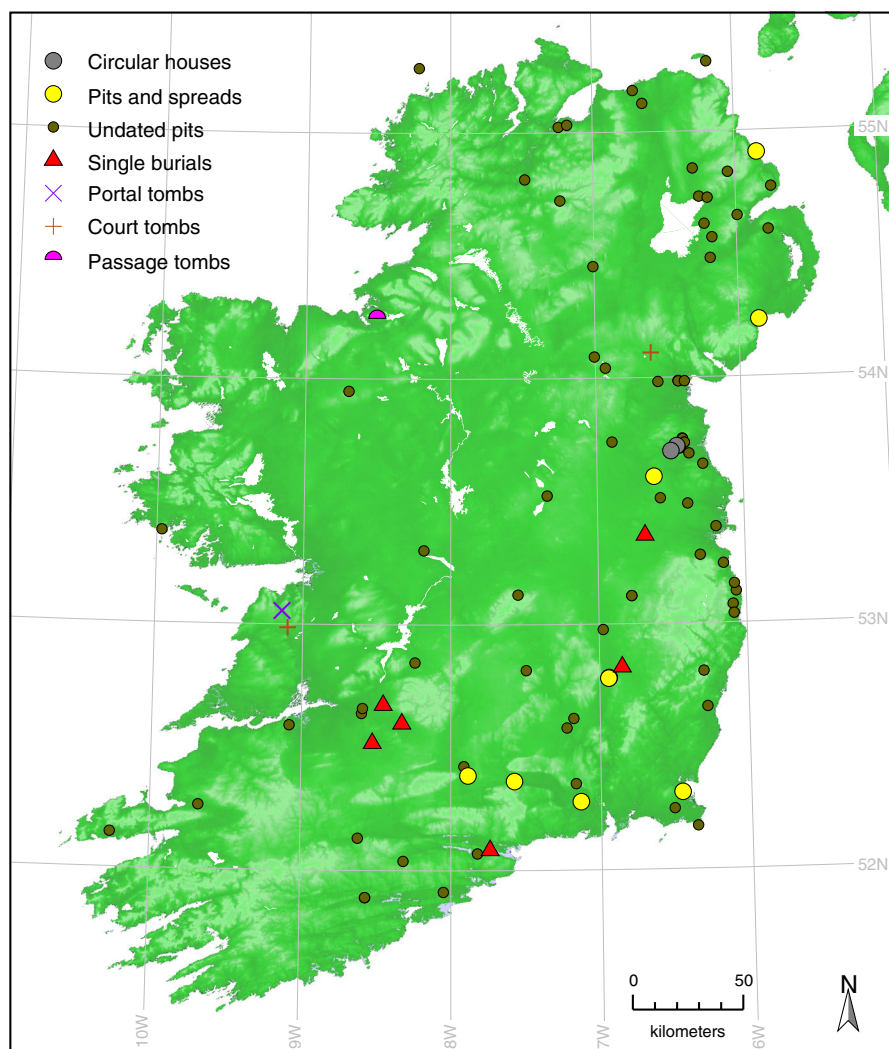 Circular houses
Pits and spreads
Undated pits
Single burials
Portal tombs
Court tombs
Passage tombs
55N
54N
53N
52N
0 50
kilometers
N
10W
9W
8W
7W
6W